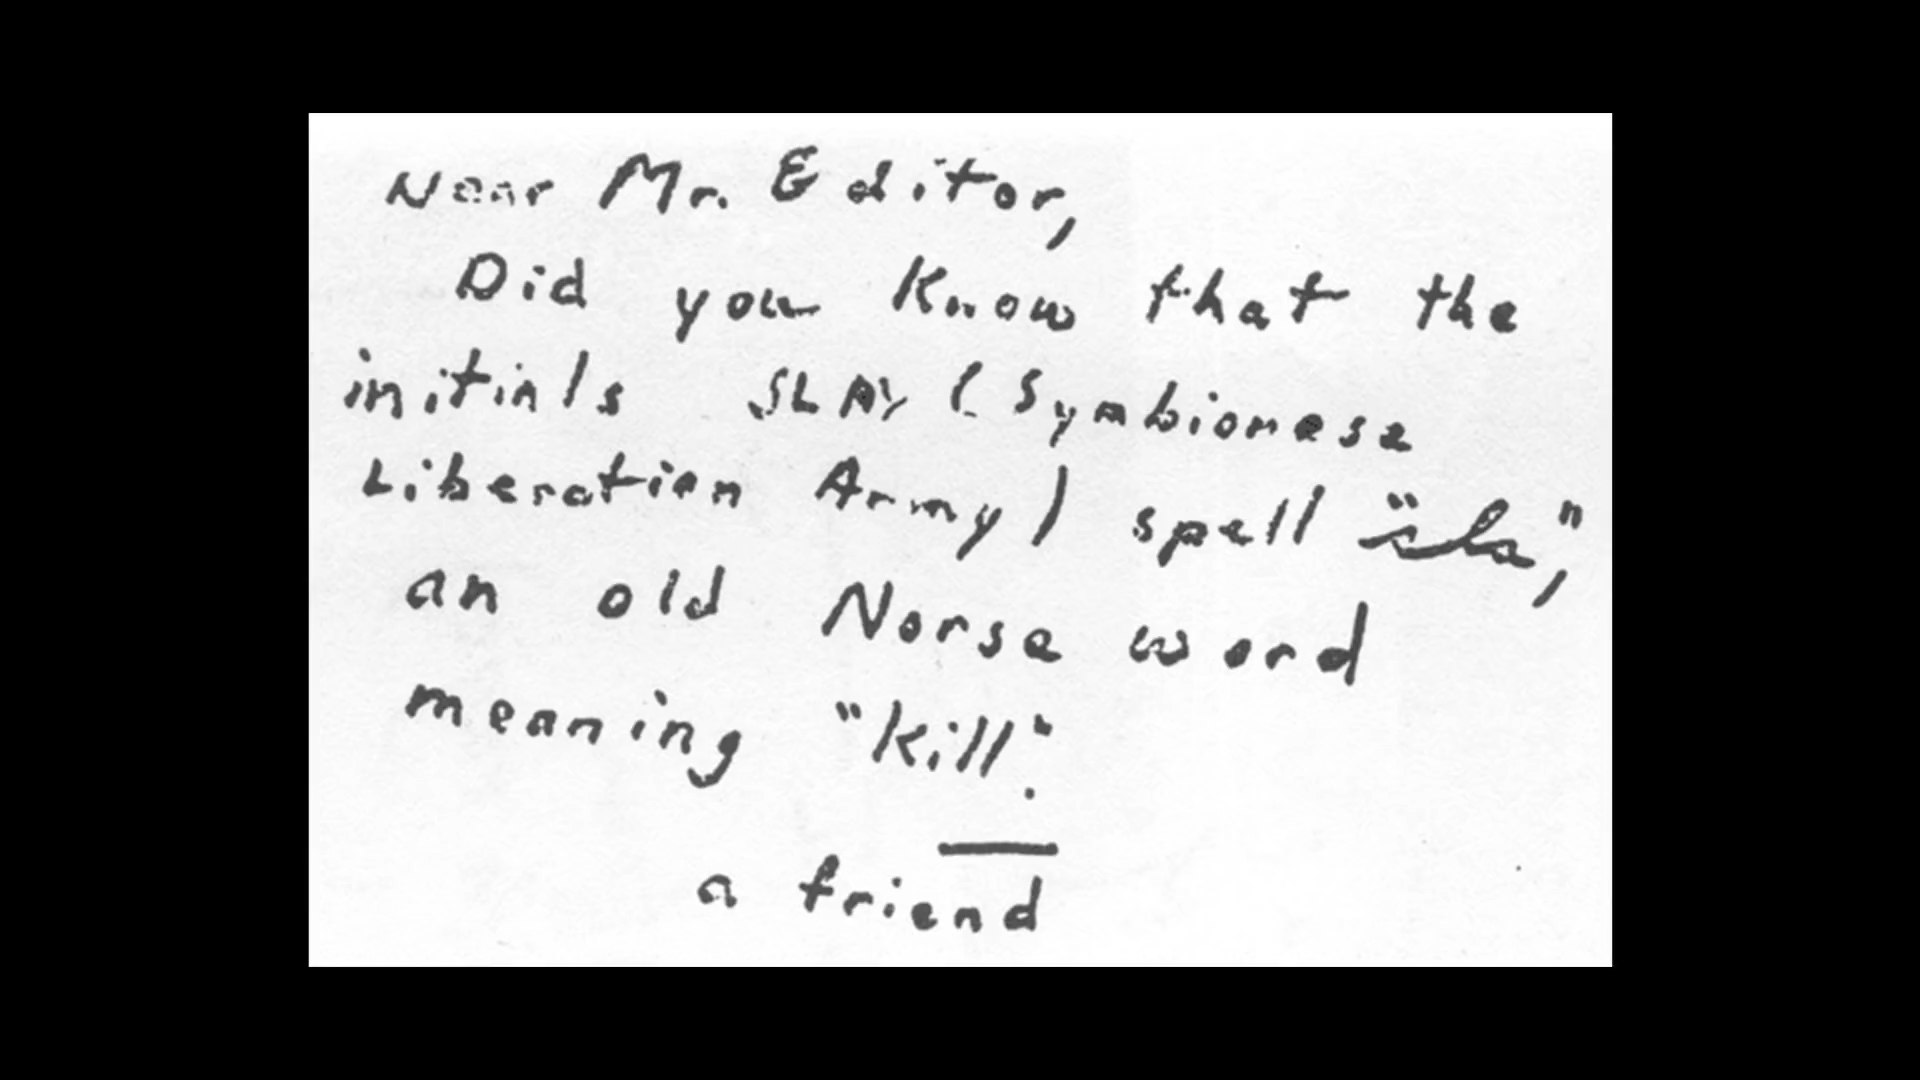 Dear Mr. Editor,
Did you Know that the
initials SLAY (Symbionese
Liberation Army) spell "sla,"
an old Norse word
meaning "kill."
a friend